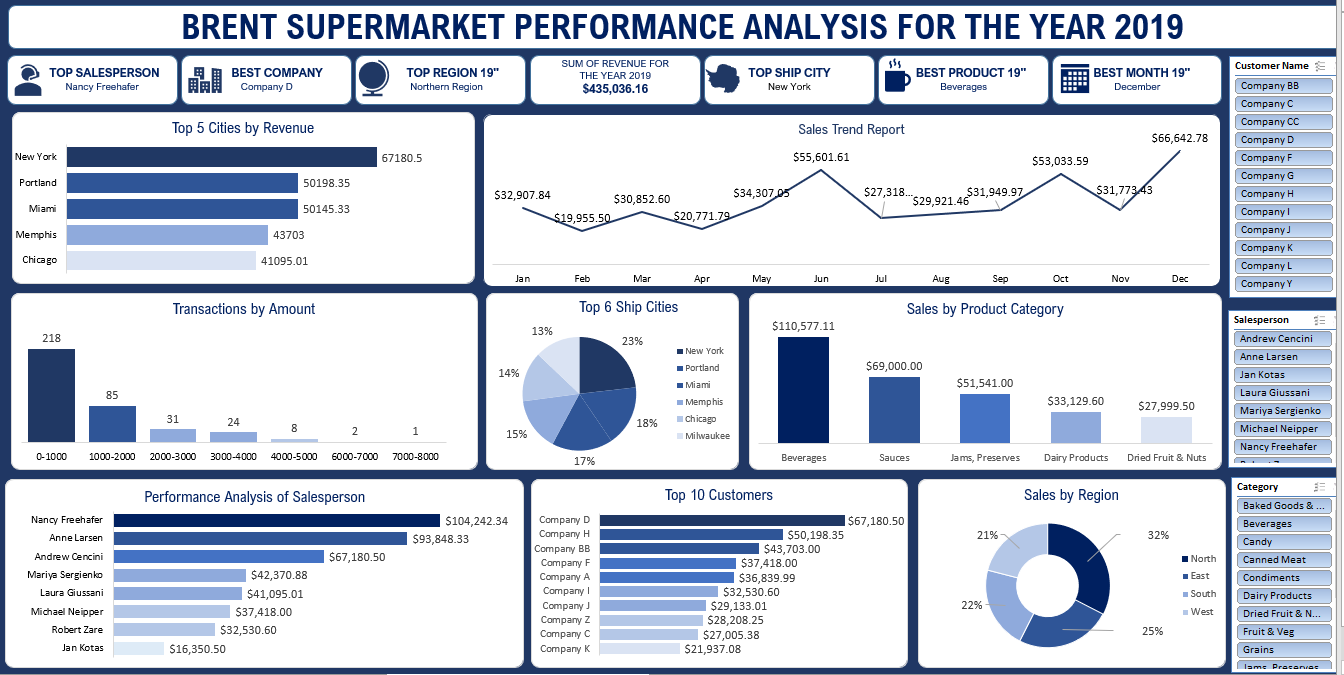 BRENT SUPERMARKET PERFORMANCE ANALYSIS FOR THE YEAR 2019
TOP SALESPERSON
Nancy Freehafer
BEST COMPANY
Company D
TOP REGION 19"
Northern Region
SUM OF REVENUE FOR
THE YEAR 2019
$435,036.16
TOP SHIP CITY
New York
BEST PRODUCT 19"
Beverages
BEST MONTH 19"
December
Customer Name
Company BB
Company C
Company CC
Company D
Company F
Company G
Company H
Company I
Company J
Company K
Company L
Company Y
Top 5 Cities by Revenue
New York 67180.5
Portland 50198.35
Miami 50145.33
Memphis 43703
Chicago 41095.01
Sales Trend Report
$32,907.84
$19,955.50
$30,852.60
$20,771.79
$34,307.05
$55,601.61
$27,318...
$29,921.46
$31,949.97
$53,033.59
$31,773.43
$66,642.78
Jan Feb Mar Apr May Jun Jul Aug Sep Oct Nov Dec
Transactions by Amount
218 85 31 24 8 2 1
0-1000 1000-2000 2000-3000 3000-4000 4000-5000 6000-7000 7000-8000
Top 6 Ship Cities
23%
18%
17%
15%
14%
13%
New York
Portland
Miami
Memphis
Chicago
Milwaukee
Sales by Product Category
$110,577.11 $69,000.00 $51,541.00 $33,129.60 $27,999.50
Beverages Sauces Jams, Preserves Dairy Products Dried Fruit & Nuts
Salesperson
Andrew Cencini
Anne Larsen
Jan Kotas
Laura Giussani
Mariya Sergienko
Michael Neipper
Nancy Freehafer
Performance Analysis of Salesperson
Nancy Freehafer $104,242.34
Anne Larsen $93,848.33
Andrew Cencini $67,180.50
Mariya Sergienko $42,370.88
Laura Giussani $41,095.01
Michael Neipper $37,418.00
Robert Zare $32,530.60
Jan Kotas $16,350.50
Top 10 Customers
Company D $67,180.50
Company H $50,198.35
Company BB $43,703.00
Company F $37,418.00
Company A $36,839.99
Company I $32,530.60
Company J $29,133.01
Company Z $28,208.25
Company C $27,005.38
Company K $21,937.08
Sales by Region
32%
25%
22%
21%
North
East
South
West
Category
Baked Goods & ...
Beverages
Candy
Canned Meat
Condiments
Dairy Products
Dried Fruit & N...
Fruit & Veg
Grains
Jams, Preserves